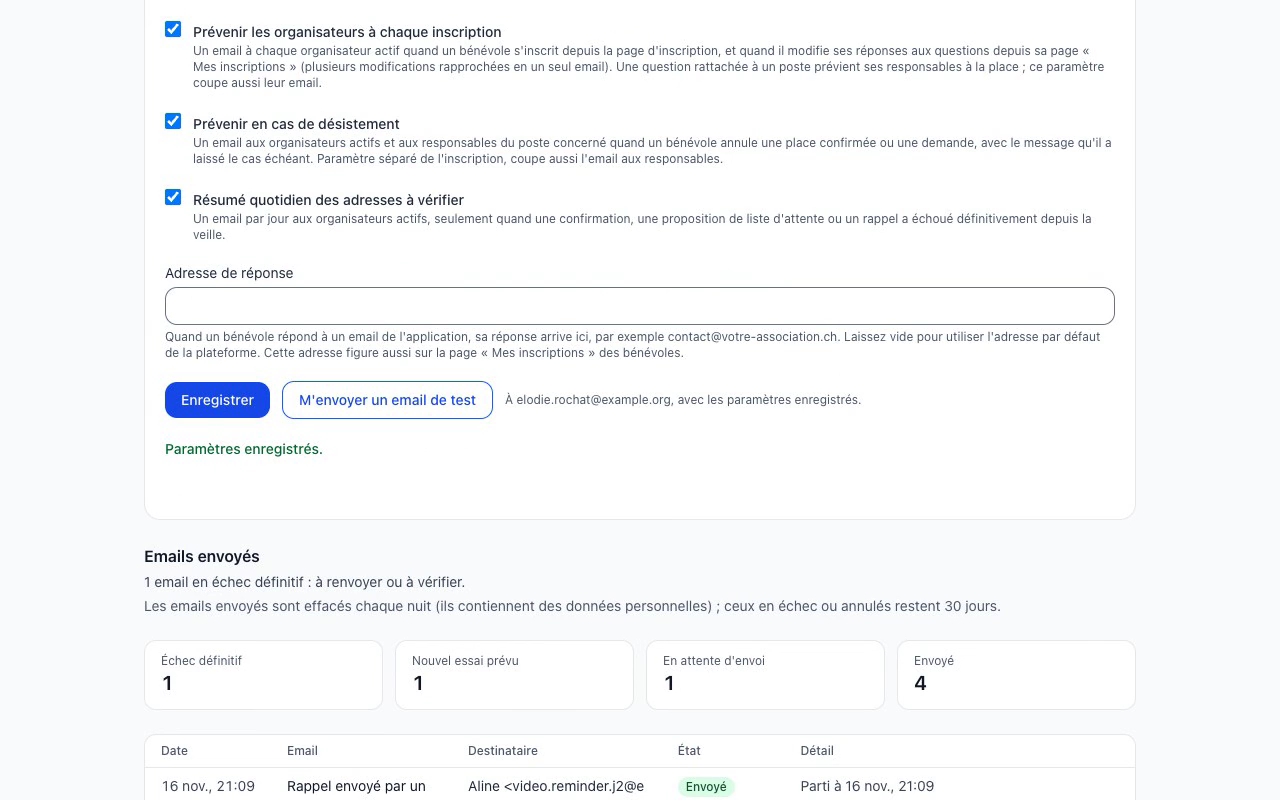 Prévenir les organisateurs à chaque inscription
Un email à chaque organisateur actif quand un bénévole s'inscrit depuis la page d'inscription, et quand il modifie ses réponses aux questions depuis sa page «
Mes inscriptions » (plusieurs modifications rapprochées en un seul email). Une question rattachée à un poste prévient ses responsables à la place ; ce paramètre
coupe aussi leur email.
Prévenir en cas de désistement
Un email aux organisateurs actifs et aux responsables du poste concerné quand un bénévole annule une place confirmée ou une demande, avec le message qu'il a
laissé le cas échéant. Paramètre séparé de l'inscription, coupe aussi l'email aux responsables.
Résumé quotidien des adresses à vérifier
Un email par jour aux organisateurs actifs, seulement quand une confirmation, une proposition de liste d'attente ou un rappel a échoué définitivement depuis la
veille.
Adresse de réponse
Quand un bénévole répond à un email de l'application, sa réponse arrive ici, par exemple contact@votre-association.ch. Laissez vide pour utiliser l'adresse par défaut
de la plateforme. Cette adresse figure aussi sur la page « Mes inscriptions » des bénévoles.
Enregistrer M'envoyer un email de test À elodie.rochat@example.org, avec les paramètres enregistrés.
Paramètres enregistrés.
Emails envoyés
1 email en échec définitif : à renvoyer ou à vérifier.
Les emails envoyés sont effacés chaque nuit (ils contiennent des données personnelles) ; ceux en échec ou annulés restent 30 jours.
Échec définitif Nouvel essai prévu En attente d'envoi Envoyé
1 1 1 4
Date Email Destinataire État Détail
16 nov., 21:09 Rappel envoyé par un Aline <video.reminder.j2@e Envoyé Parti à 16 nov., 21:09